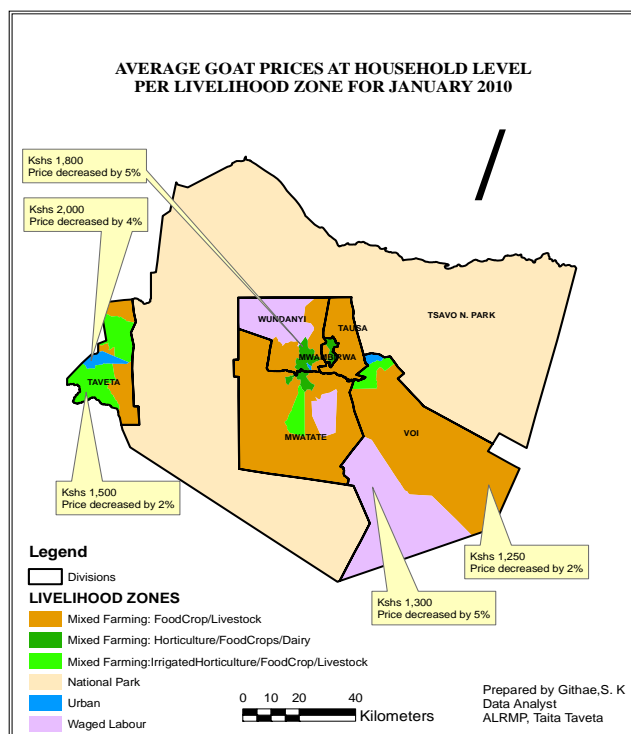 AVERAGE GOAT PRICES AT HOUSEHOLD LEVEL
PER LIVELIHOOD ZONE FOR JANUARY 2010
Kshs 1,800
Price decreased by 5%
Kshs 2,000
Price decreased by 4%
WUNDANYI
TAUSA
TSAVO N. PARK
MWAMBIRWA
TAVETA
VOI
MWATATE
Kshs 1,500
Price decreased by 2%
Kshs 1,250
Price decreased by 2%
Kshs 1,300
Price decreased by 5%
Legend
Divisions
LIVELIHOOD ZONES
Mixed Farming: FoodCrop/Livestock
Mixed Farming: Horticulture/FoodCrops/Dairy
Mixed Farming:IrrigatedHorticulture/FoodCrop/Livestock
National Park
Urban
Waged Labour
0 20 40
Kilometers
Prepared by Githae,S. K
Data Analyst
ALRMP, Taita Taveta